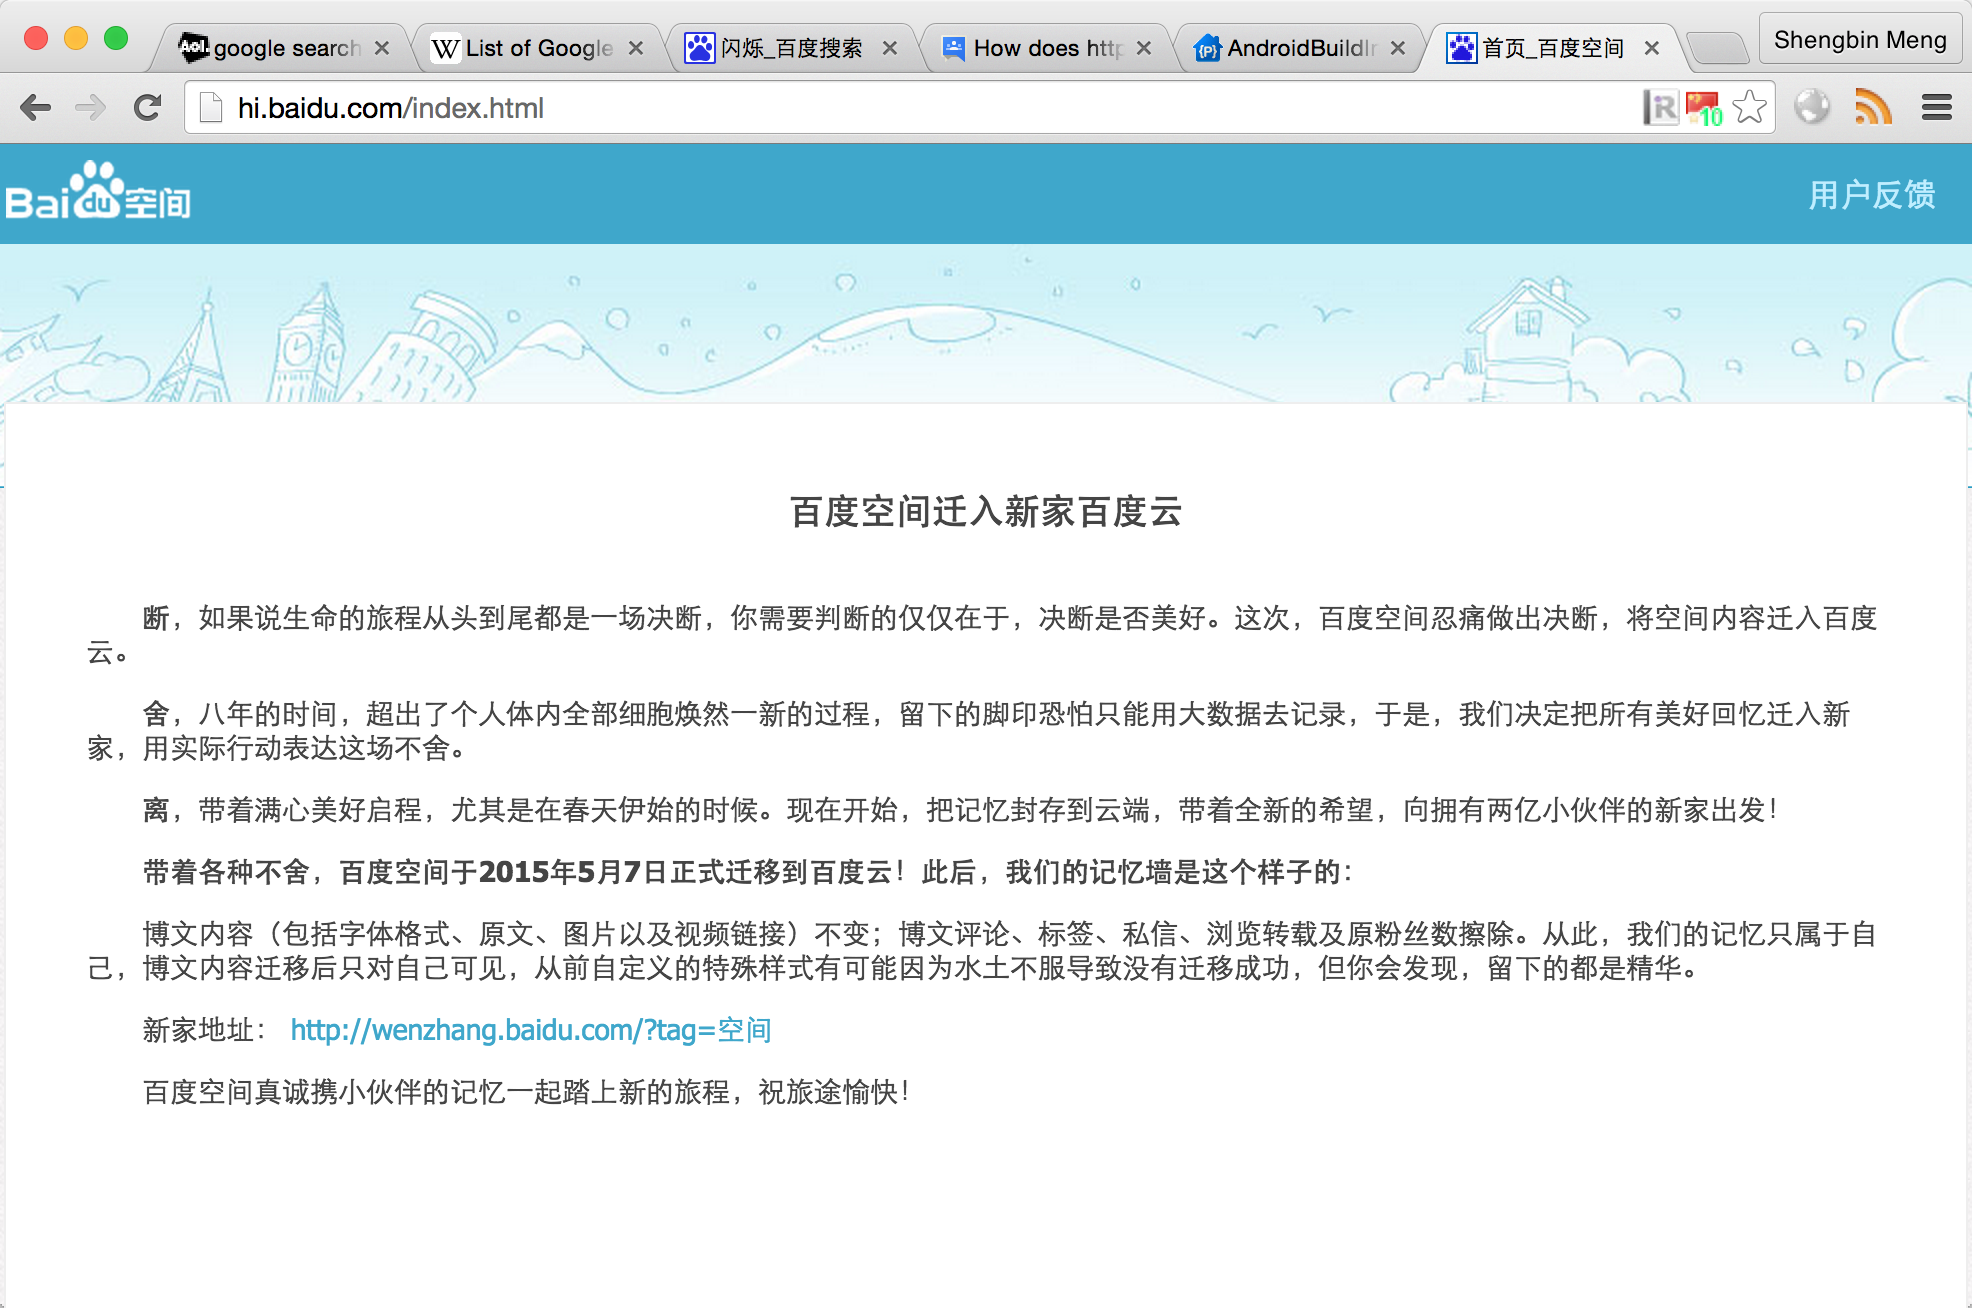 AOL. google search
W List of Google
闪烁_百度搜索
How does http
AndroidBuildIn
首页_百度空间
Shengbin Meng
hi.baidu.com/index.html
R
10
Bai du 空间
用户反馈
百度空间迁入新家百度云
断，如果说生命的旅程从头到尾都是一场决断，你需要判断的仅仅在于，决断是否美好。这次，百度空间忍痛做出决断，将空间内容迁入百度
云。
舍，八年的时间，超出了个人体内全部细胞焕然一新的过程，留下的脚印恐怕只能用大数据去记录，于是，我们决定把所有美好回忆迁入新
家，用实际行动表达这场不舍。
离，带着满心美好启程，尤其是在春天伊始的时候。现在开始，把记忆封存到云端，带着全新的希望，向拥有两亿小伙伴的新家出发！
带着各种不舍，百度空间于2015年5月7日正式迁移到百度云！此后，我们的记忆墙是这个样子的：
博文内容（包括字体格式、原文、图片以及视频链接）不变；博文评论、标签、私信、浏览转载及原粉丝数擦除。从此，我们的记忆只属于自
己，博文内容迁移后只对自己可见，从前自定义的特殊样式有可能因为水土不服导致没有迁移成功，但你会发现，留下的都是精华。
新家地址： http://wenzhang.baidu.com/?tag=空间
百度空间真诚携小伙伴的记忆一起踏上新的旅程，祝旅途愉快！